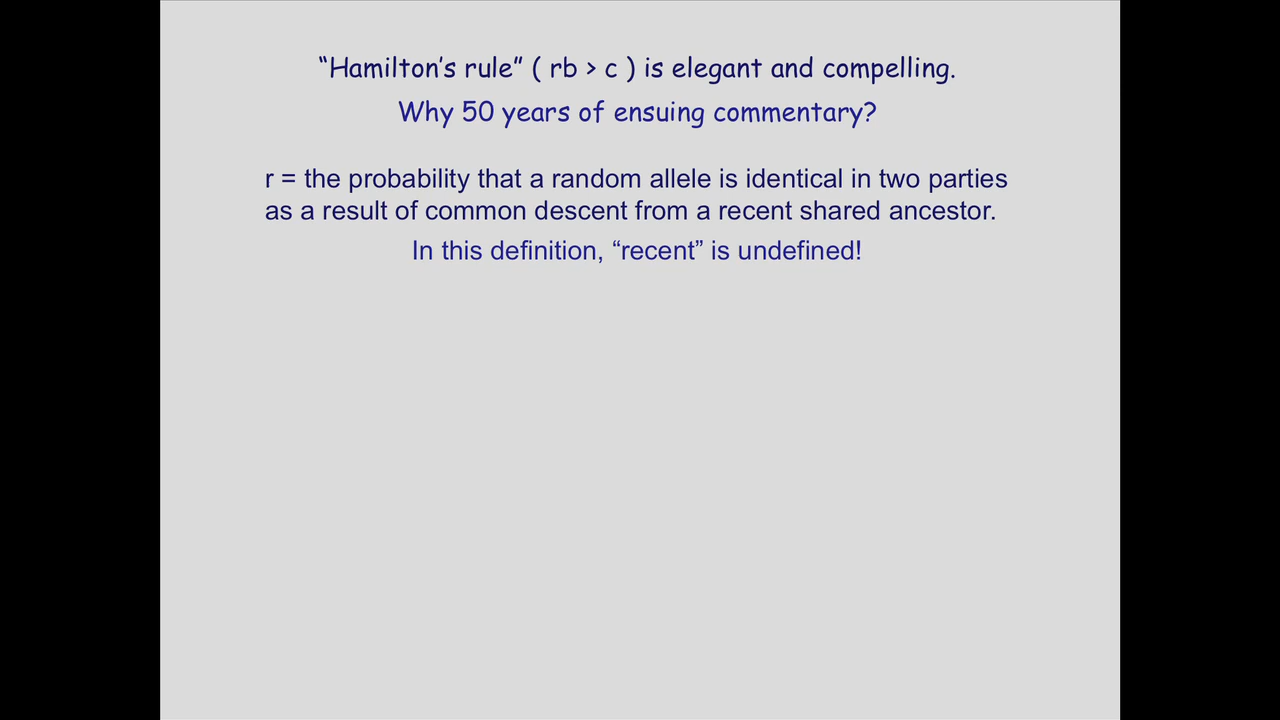 “Hamilton’s rule” ( rb > c ) is elegant and compelling.
Why 50 years of ensuing commentary?
r = the probability that a random allele is identical in two parties
as a result of common descent from a recent shared ancestor.
In this definition, “recent” is undefined!